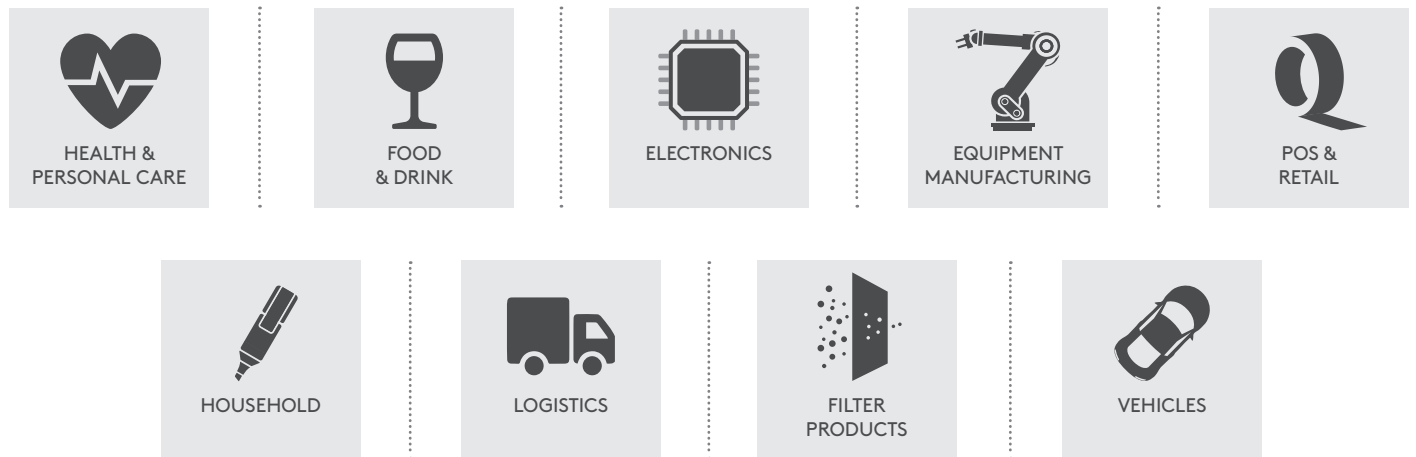 HEALTH &
PERSONAL CARE
FOOD
& DRINK
ELECTRONICS
EQUIPMENT
MANUFACTURING
POS &
RETAIL
HOUSEHOLD
LOGISTICS
FILTER
PRODUCTS
VEHICLES